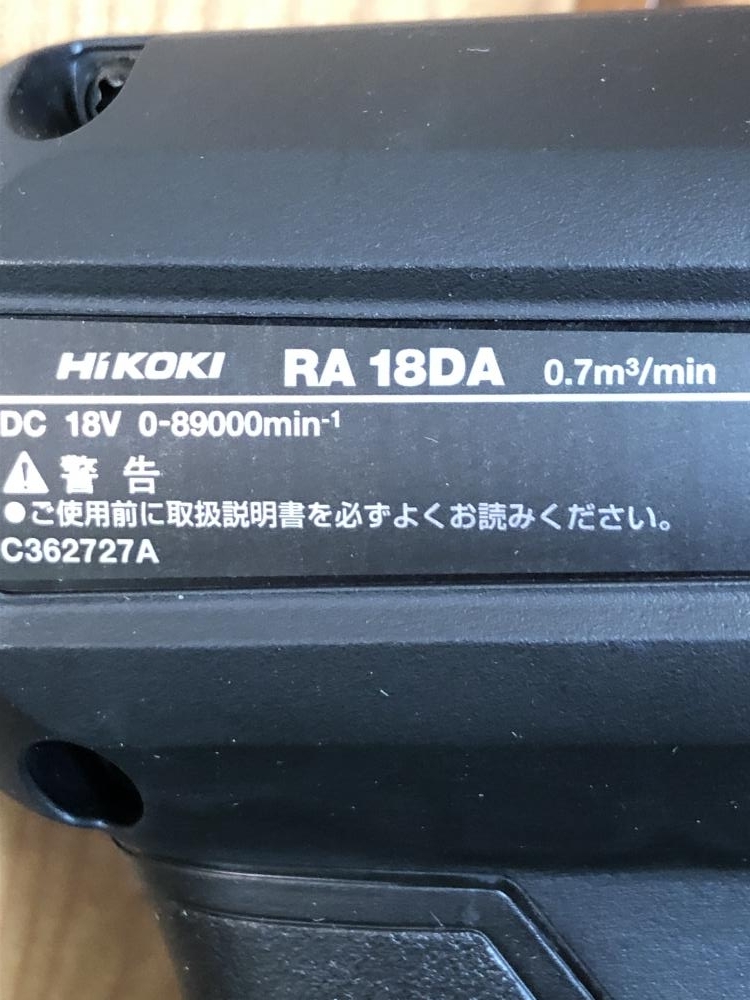 HiKOKI RA 18DA 0.7m³/min
DC 18V 0-89000min-¹
警告
●ご使用前に取扱説明書を必ずよくお読みください。
C362727A